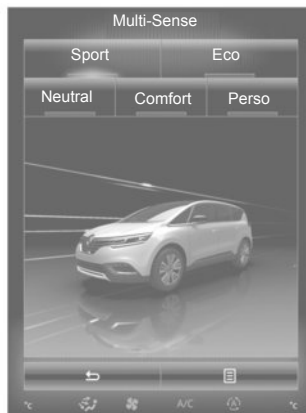 Multi-Sense
Sport Eco
Neutral Comfort Perso
°C A/C °C